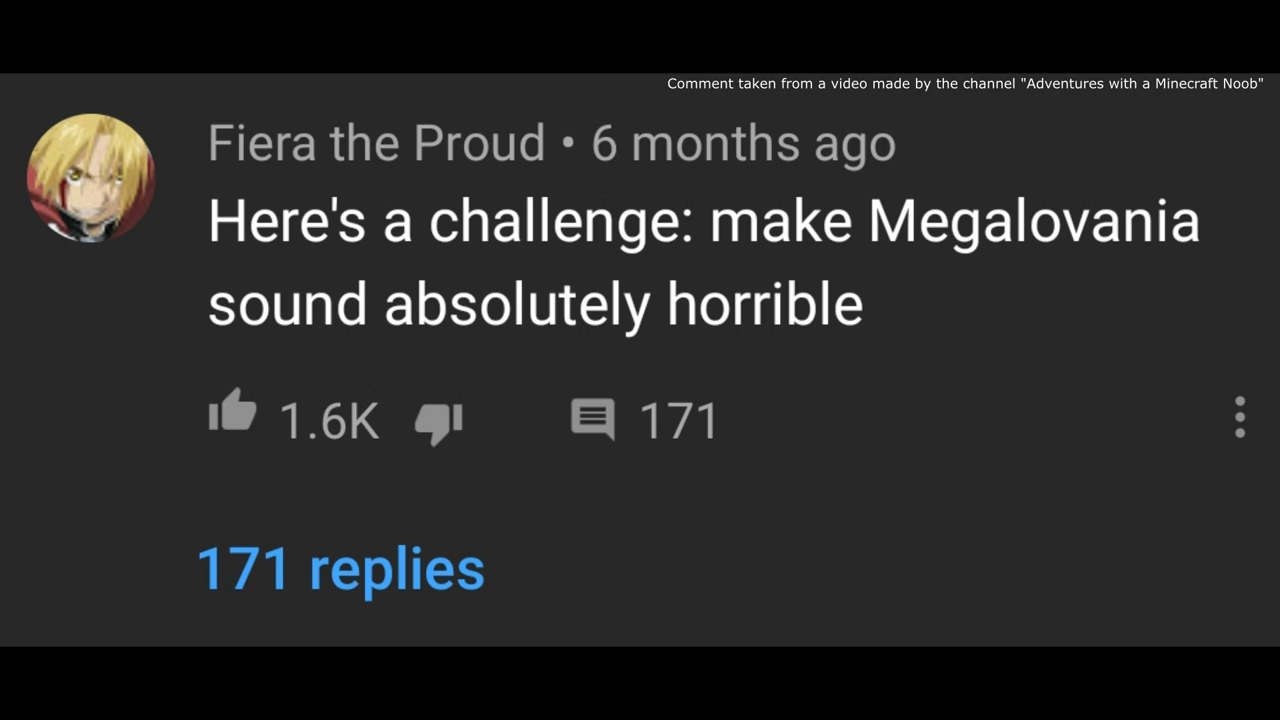 Comment taken from a video made by the channel "Adventures with a Minecraft Noob"
Fiera the Proud • 6 months ago
Here's a challenge: make Megalovania
sound absolutely horrible
1.6K 171
171 replies